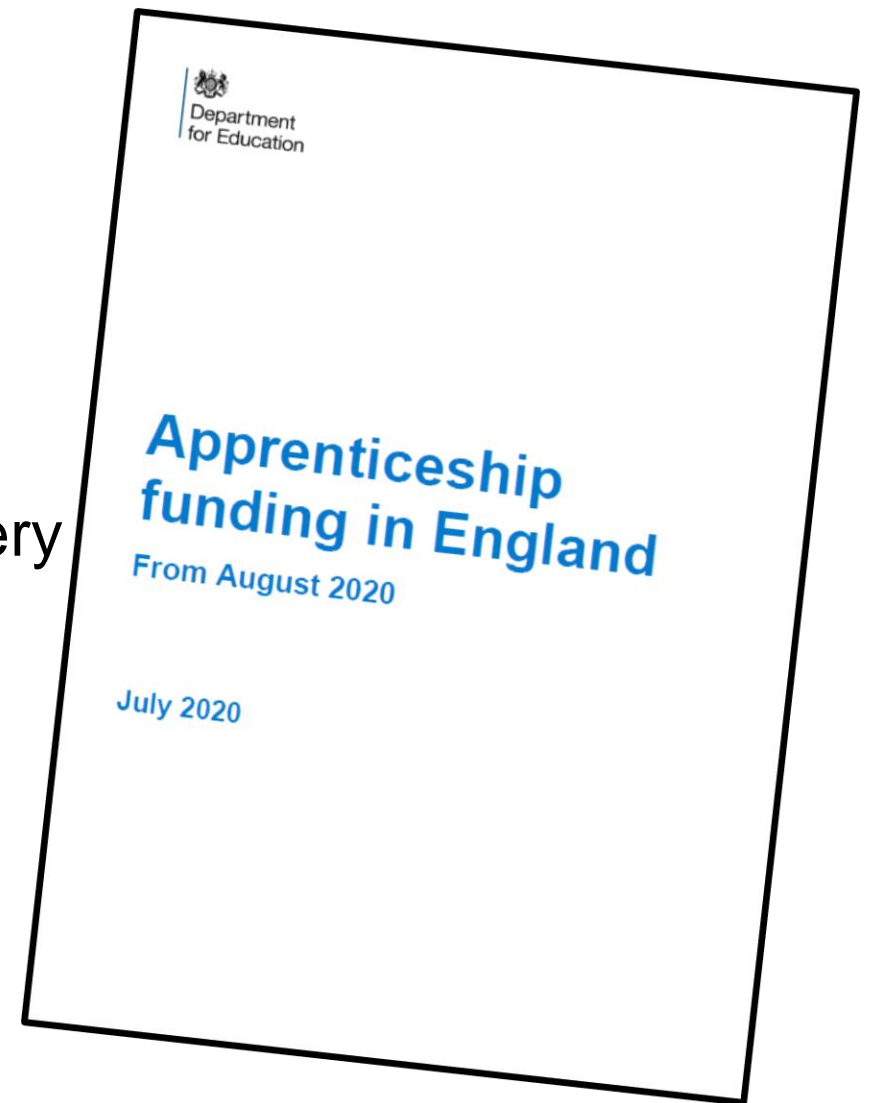 Department
for Education
Apprenticeship
funding in England
ery
From August 2020
July 2020